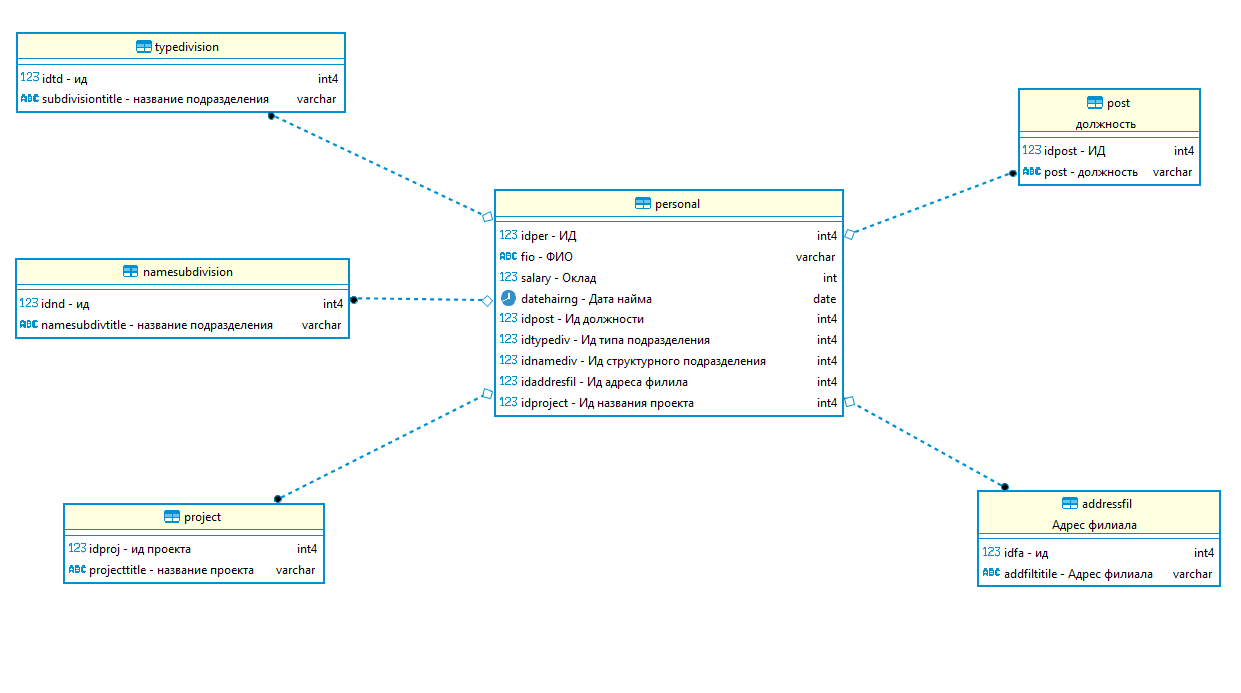 typedivision
123 idtd - ид int4
ABC subdivisiontitle - название подразделения varchar
post
должность
123 idpost - ИД int4
ABC post - должность varchar
personal
123 idper - ИД int4
ABC fio - ФИО varchar
123 salary - Оклад int
datehairng - Дата найма date
123 idpost - Ид должности int4
123 idtypediv - Ид типа подразделения int4
123 idnamediv - Ид структурного подразделения int4
123 idaddresfil - Ид адреса филила int4
123 idproject - Ид названия проекта int4
namesubdivision
123 idnd - ид int4
ABC namesubdivtitle - название подразделения varchar
project
123 idproj - ид проекта int4
ABC projecttitle - название проекта varchar
addressfil
Адрес филиала
123 idfa - ид int4
ABC addfiltitile - Адрес филиала varchar